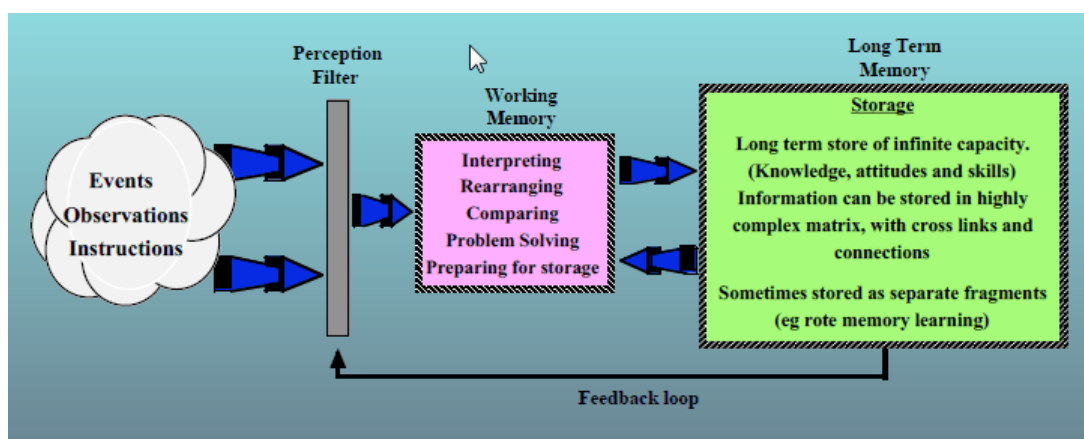 Events
Observations
Instructions
Perception
Filter
Working
Memory
Interpreting
Rearranging
Comparing
Problem Solving
Preparing for storage
Long Term
Memory
Storage
Long term store of infinite capacity.
(Knowledge, attitudes and skills)
Information can be stored in highly
complex matrix, with cross links and
connections
Sometimes stored as separate fragments
(eg rote memory learning)
Feedback loop